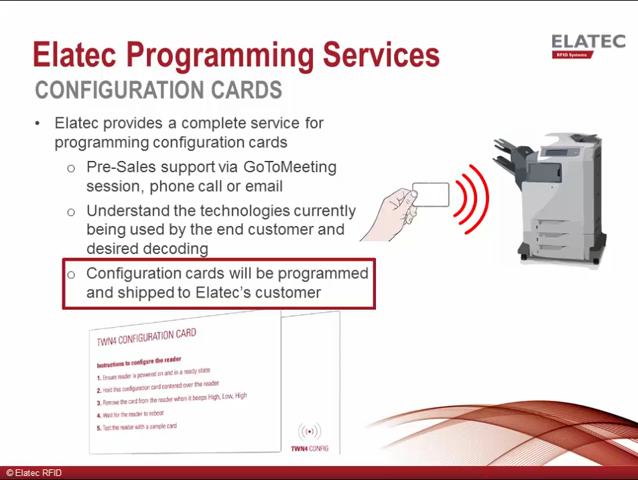 Elatec Programming Services
ELATEC
RFID Systems
CONFIGURATION CARDS
• Elatec provides a complete service for
programming configuration cards
o Pre-Sales support via GoToMeeting
session, phone call or email
o Understand the technologies currently
being used by the end customer and
desired decoding
o Configuration cards will be programmed
and shipped to Elatec's customer
TWN4 CONFIGURATION CARD
Instructions to configure the reader
1. Ensure reader is powered on and in a ready state
2. Hold this configuration card centered over the reader
3. Remove the card from the reader when it beeps High, Low, High
4. Wait for the reader to reboot
5. Test the reader with a sample card
TWN4 CONFIG
© Elatec RFID